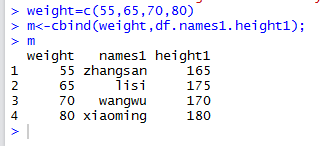 > weight=c(55,65,70,80)
> m<-cbind(weight,df.names1.height1);
> m
  weight   names1 height1
1     55 zhangsan     165
2     65     lisi     175
3     70   wangwu     170
4     80 xiaoming     180
>